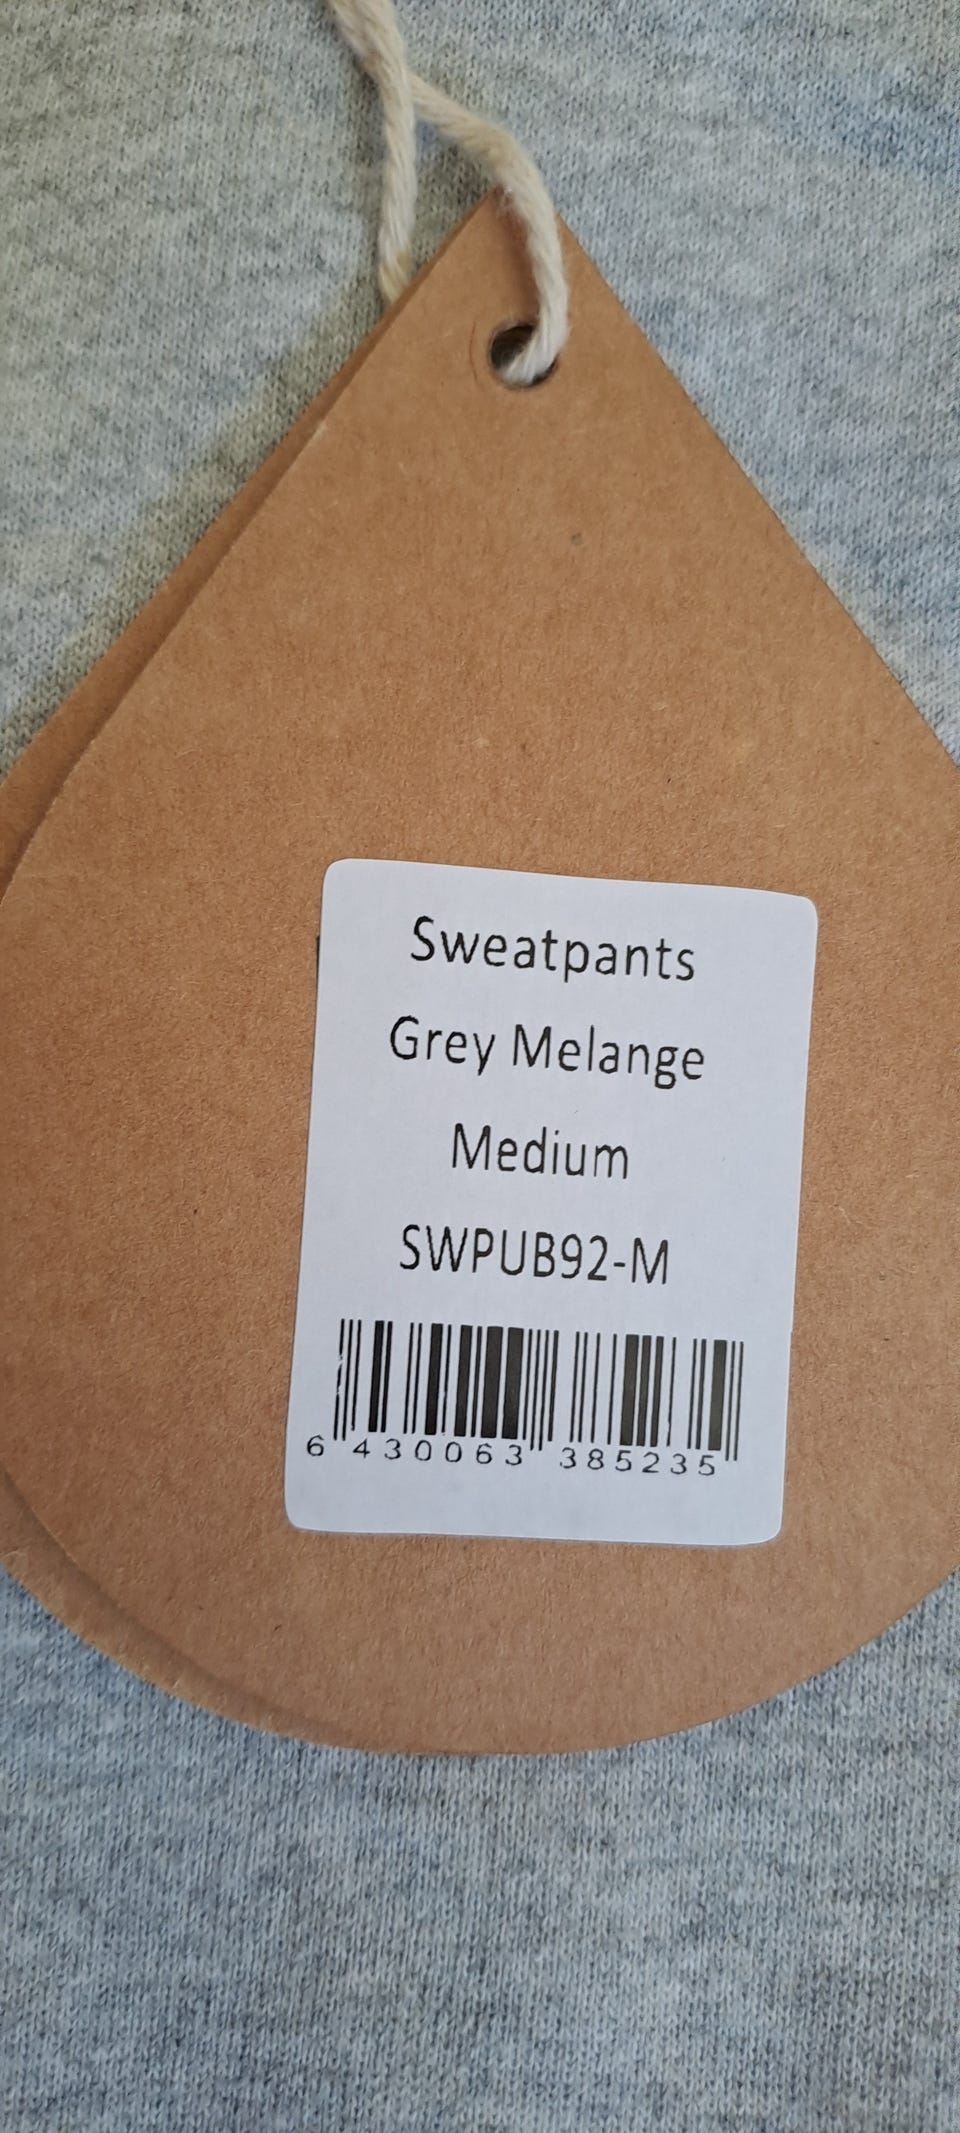 Sweatpants
Grey Melange
Medium
SWPUB92-M
6 430063 385235